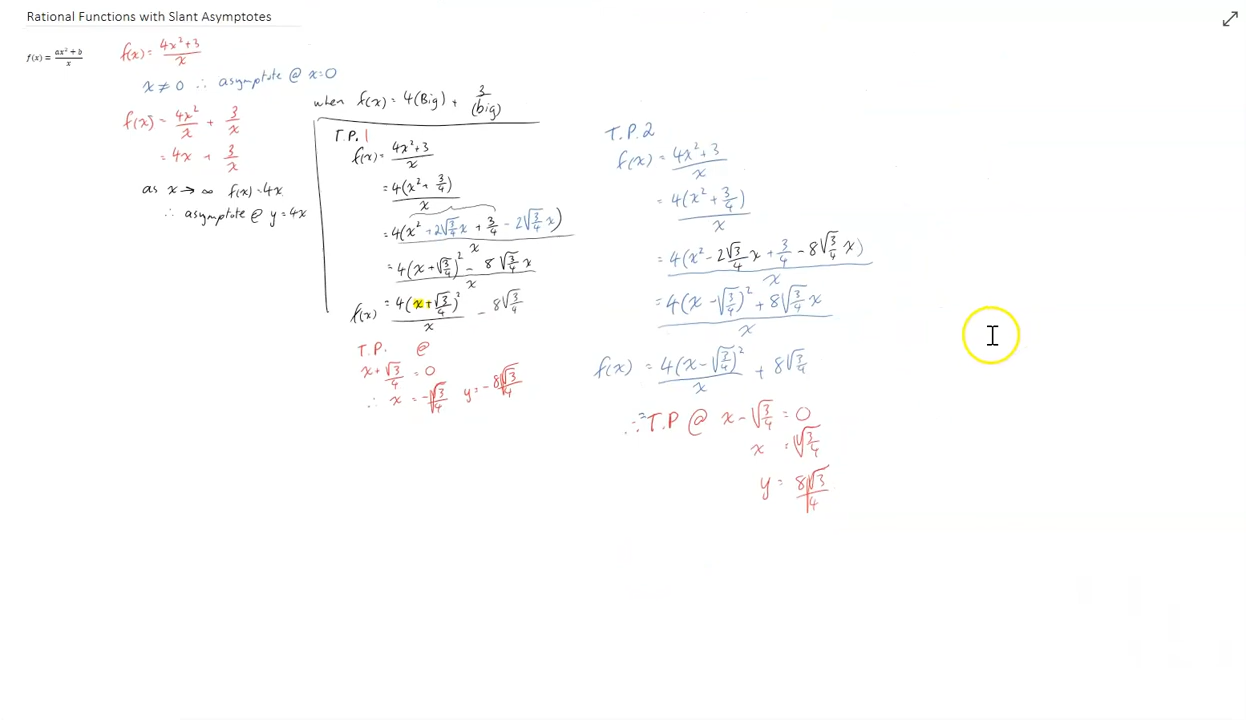 Rational Functions with Slant Asymptotes
f(x) = (ax² + b)/x
f(x) = (4x²+3)/x
x ≠ 0 ∴ asymptote @ x=0
f(x) = 4x²/x + 3/x
= 4x + 3/x
as x → ∞ f(x) = 4x
∴ asymptote @ y = 4x
when f(x) = 4(Big) + 3/(big)
T.P. 1
f(x) = (4x²+3)/x
= 4(x² + 3/4)/x
= 4(x² + 2√(3/4)x + 3/4 - 2√(3/4)x)/x
= (4(x+√(3/4))² - 8√(3/4)x)/x
f(x) = 4(x+√(3/4))²/x - 8√(3/4)
T.P. @
x + √(3/4) = 0
∴ x = -√(3/4) y = -8√(3/4)
T.P. 2
f(x) = (4x²+3)/x
= 4(x² + 3/4)/x
= 4(x² - 2√(3/4)x + 3/4 - 8√(3/4)x)/x
= (4(x - √(3/4))² + 8√(3/4)x)/x
f(x) = 4(x - √(3/4))²/x + 8√(3/4)
∴ T.P @ x - √(3/4) = 0
x = √(3/4)
y = 8√(3/4)